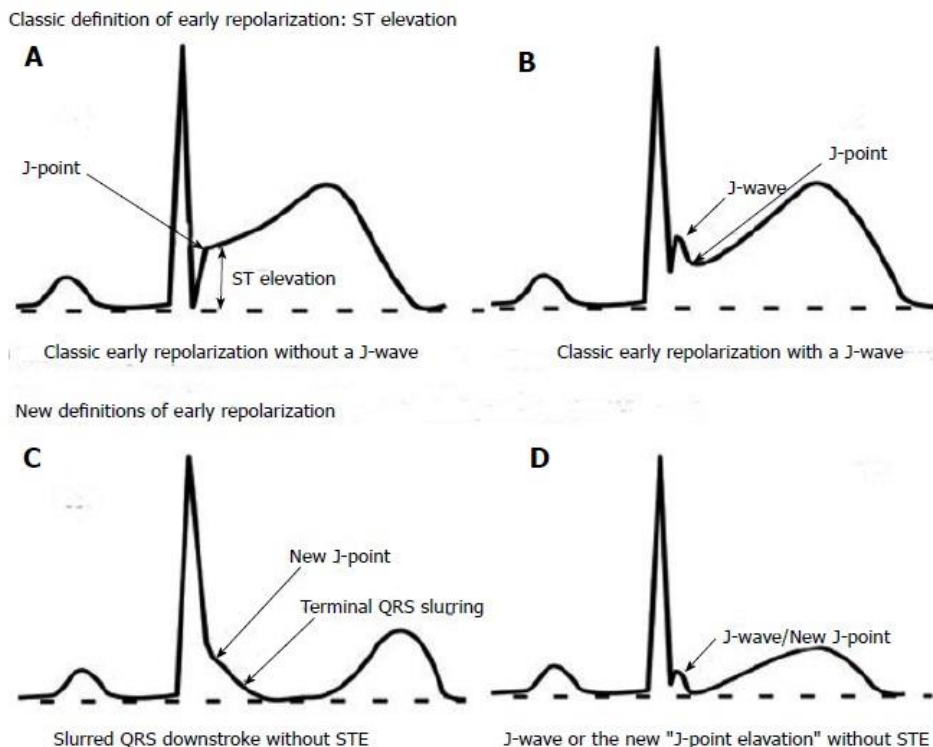 Classic definition of early repolarization: ST elevation
A
B
J-point
J-point
J-wave
ST elevation
Classic early repolarization without a J-wave
Classic early repolarization with a J-wave
New definitions of early repolarization
C
D
New J-point
Terminal QRS slurring
J-wave/New J-point
Slurred QRS downstroke without STE
J-wave or the new "J-point elavation" without STE